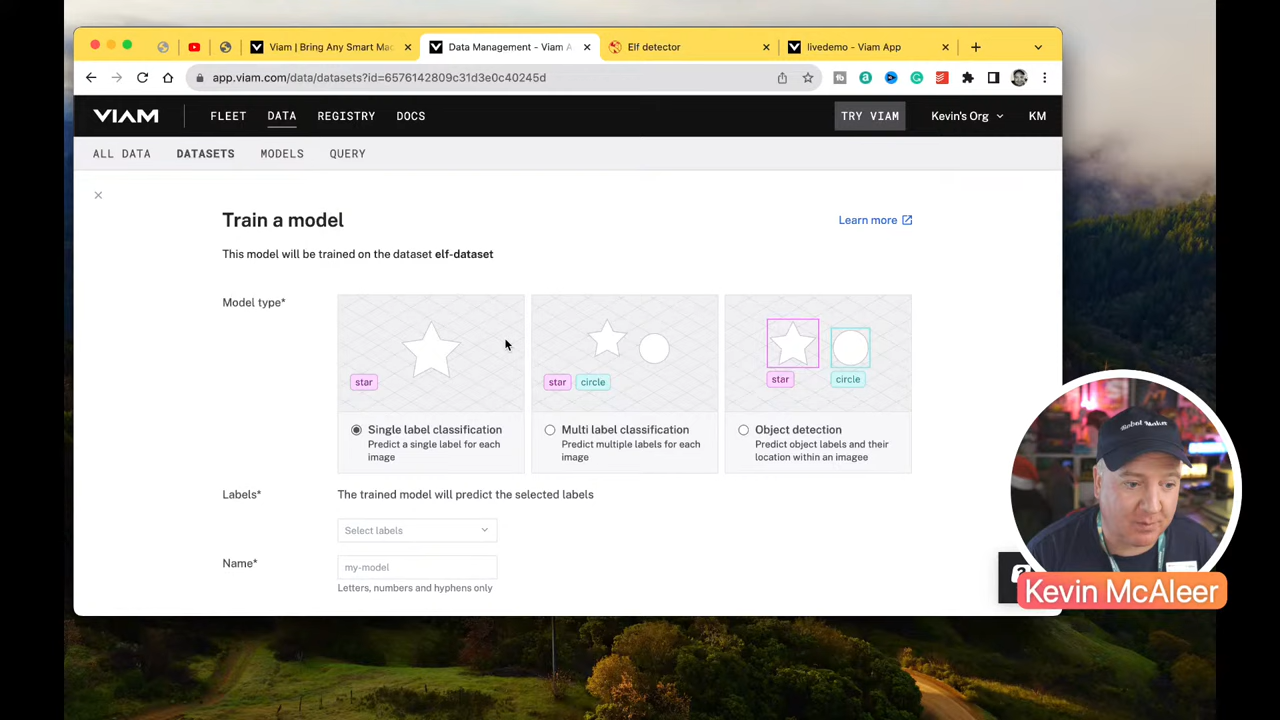 Viam | Bring Any Smart Mac
Data Management - Viam A
Elf detector
livedemo - Viam App
app.viam.com/data/datasets?id=6576142809c31d3e0c40245d
VIAM
FLEET
DATA
REGISTRY
DOCS
TRY VIAM
Kevin's Org
KM
ALL DATA
DATASETS
MODELS
QUERY
Train a model
Learn more
This model will be trained on the dataset elf-dataset
Model type*
star
star
circle
star
circle
Single label classification
Predict a single label for each
image
Multi label classification
Predict multiple labels for each
image
Object detection
Predict object labels and their
location within an imagee
Labels*
The trained model will predict the selected labels
Select labels
Name*
my-model
Letters, numbers and hyphens only
Robot Maker
Kevin McAleer